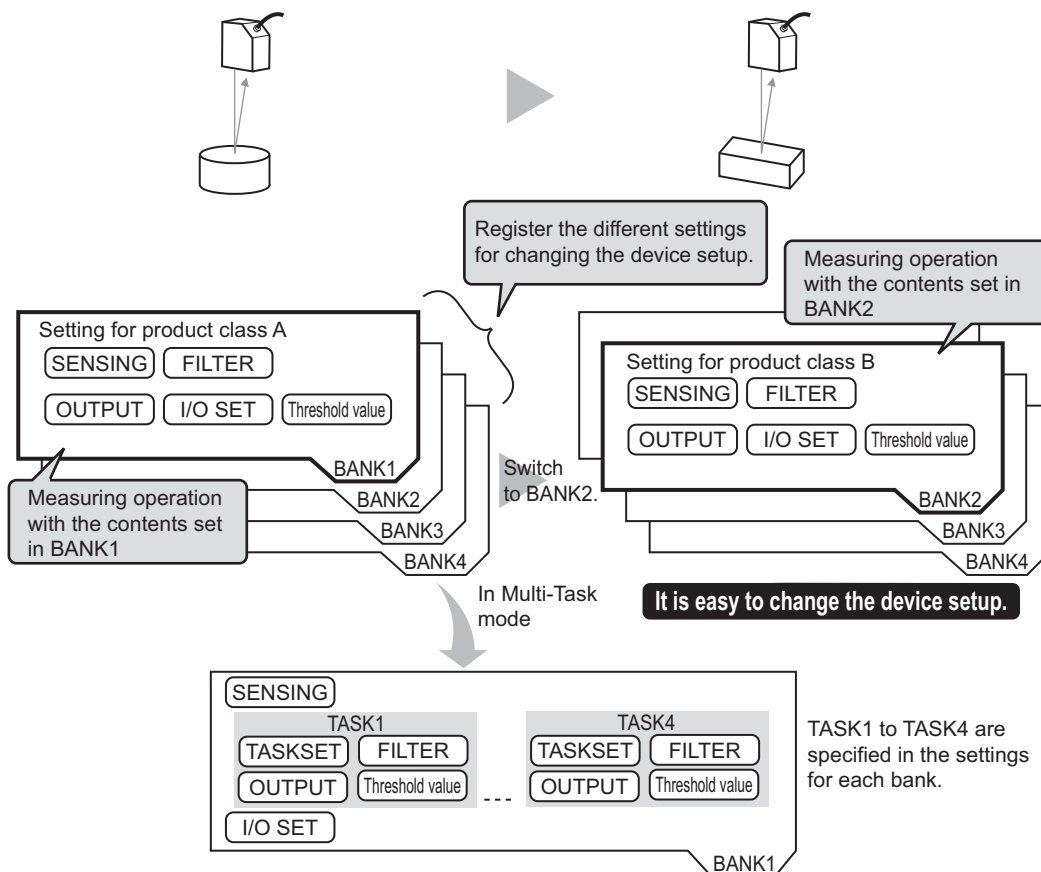 Register the different settings
for changing the device setup.
Measuring operation
with the contents set in
BANK2
Setting for product class A
SENSING FILTER
OUTPUT I/O SET Threshold value
BANK1
BANK2
BANK3
BANK4
Measuring operation
with the contents set
in BANK1
Switch
to BANK2.
Setting for product class B
SENSING FILTER
OUTPUT I/O SET Threshold value
BANK2
BANK3
BANK4
It is easy to change the device setup.
In Multi-Task
mode
SENSING
TASK1
TASKSET FILTER
OUTPUT Threshold value
TASK4
TASKSET FILTER
OUTPUT Threshold value
I/O SET
BANK1
TASK1 to TASK4 are
specified in the settings
for each bank.